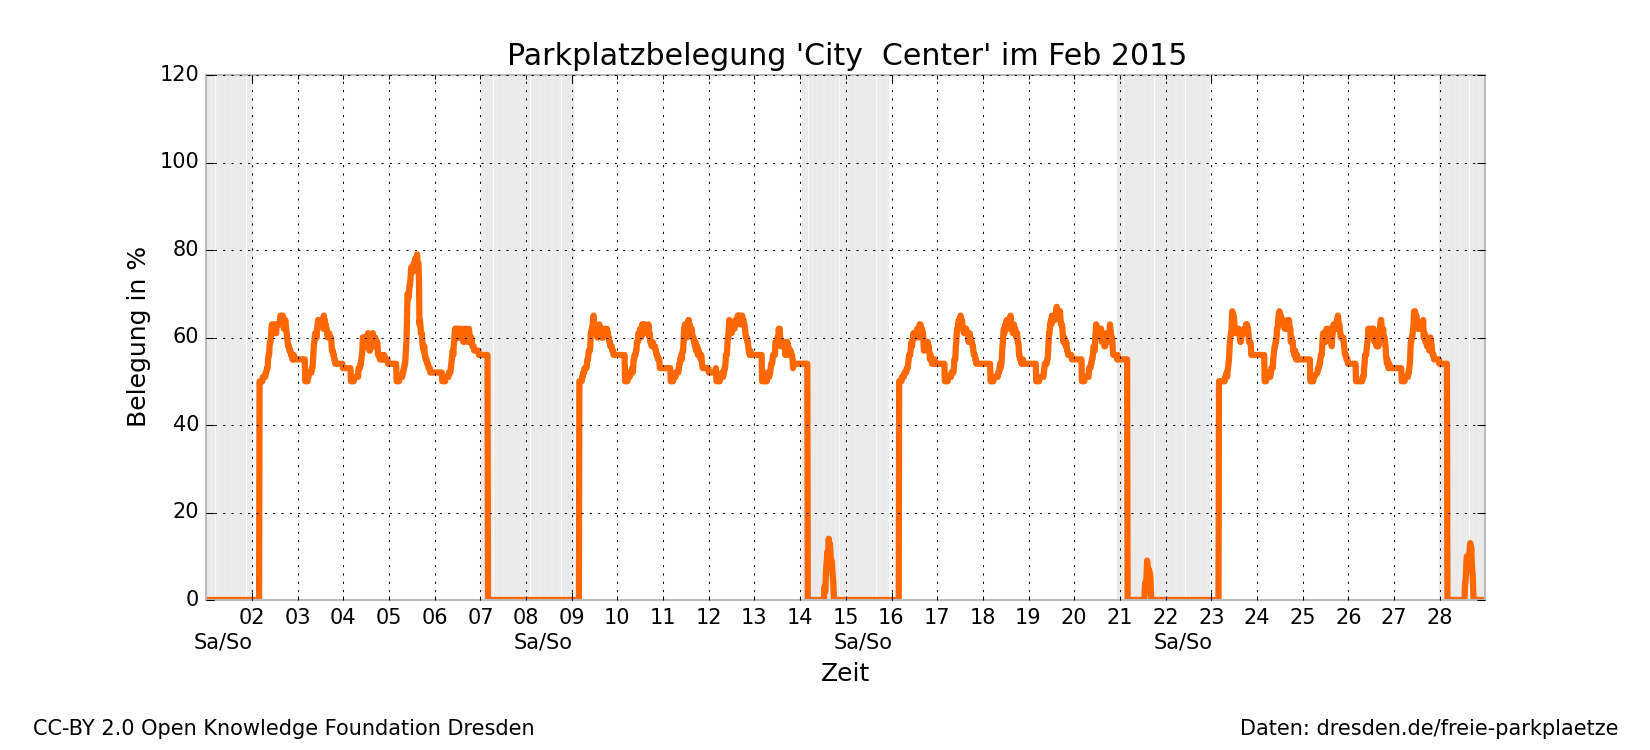 Parkplatzbelegung 'City  Center' im Feb 2015
120
100
80
60
40
20
0
Belegung in %
02 03 04 05 06 07 08 09 10 11 12 13 14 15 16 17 18 19 20 21 22 23 24 25 26 27 28
Sa/So Sa/So Sa/So Sa/So
Zeit
CC-BY 2.0 Open Knowledge Foundation Dresden
Daten: dresden.de/freie-parkplaetze